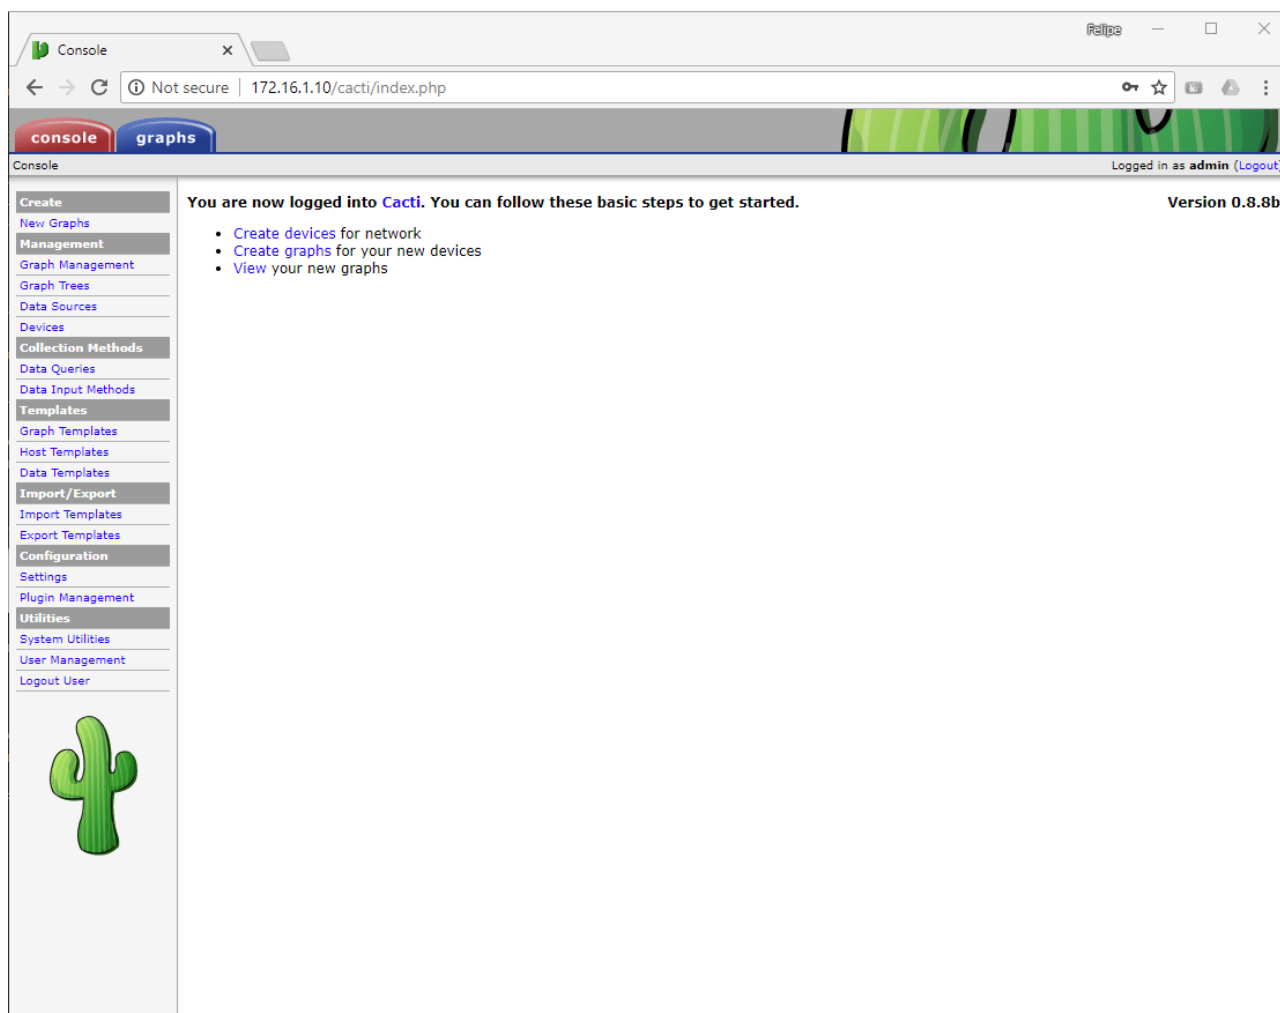 Felipe
Console
Not secure | 172.16.1.10/cacti/index.php
console graphs
Console
Logged in as admin (Logout)
Create
New Graphs
Management
Graph Management
Graph Trees
Data Sources
Devices
Collection Methods
Data Queries
Data Input Methods
Templates
Graph Templates
Host Templates
Data Templates
Import/Export
Import Templates
Export Templates
Configuration
Settings
Plugin Management
Utilities
System Utilities
User Management
Logout User
You are now logged into Cacti. You can follow these basic steps to get started.
Version 0.8.8b
• Create devices for network
• Create graphs for your new devices
• View your new graphs